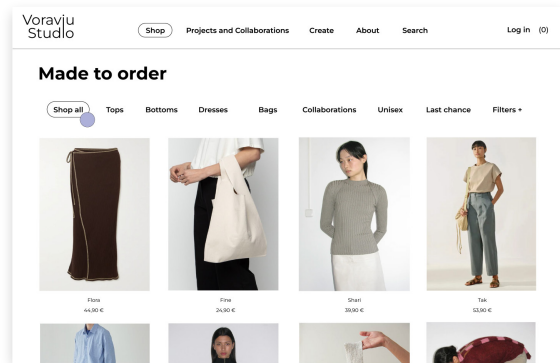 Voravju
Studio
Shop Projects and Collaborations Create About Search Log in (0)
Made to order
Shop all Tops Bottoms Dresses Bags Collaborations Unisex Last chance Filters +
Flora Fine Shari Tak
44,90 € 24,90 € 39,90 € 53,90 €